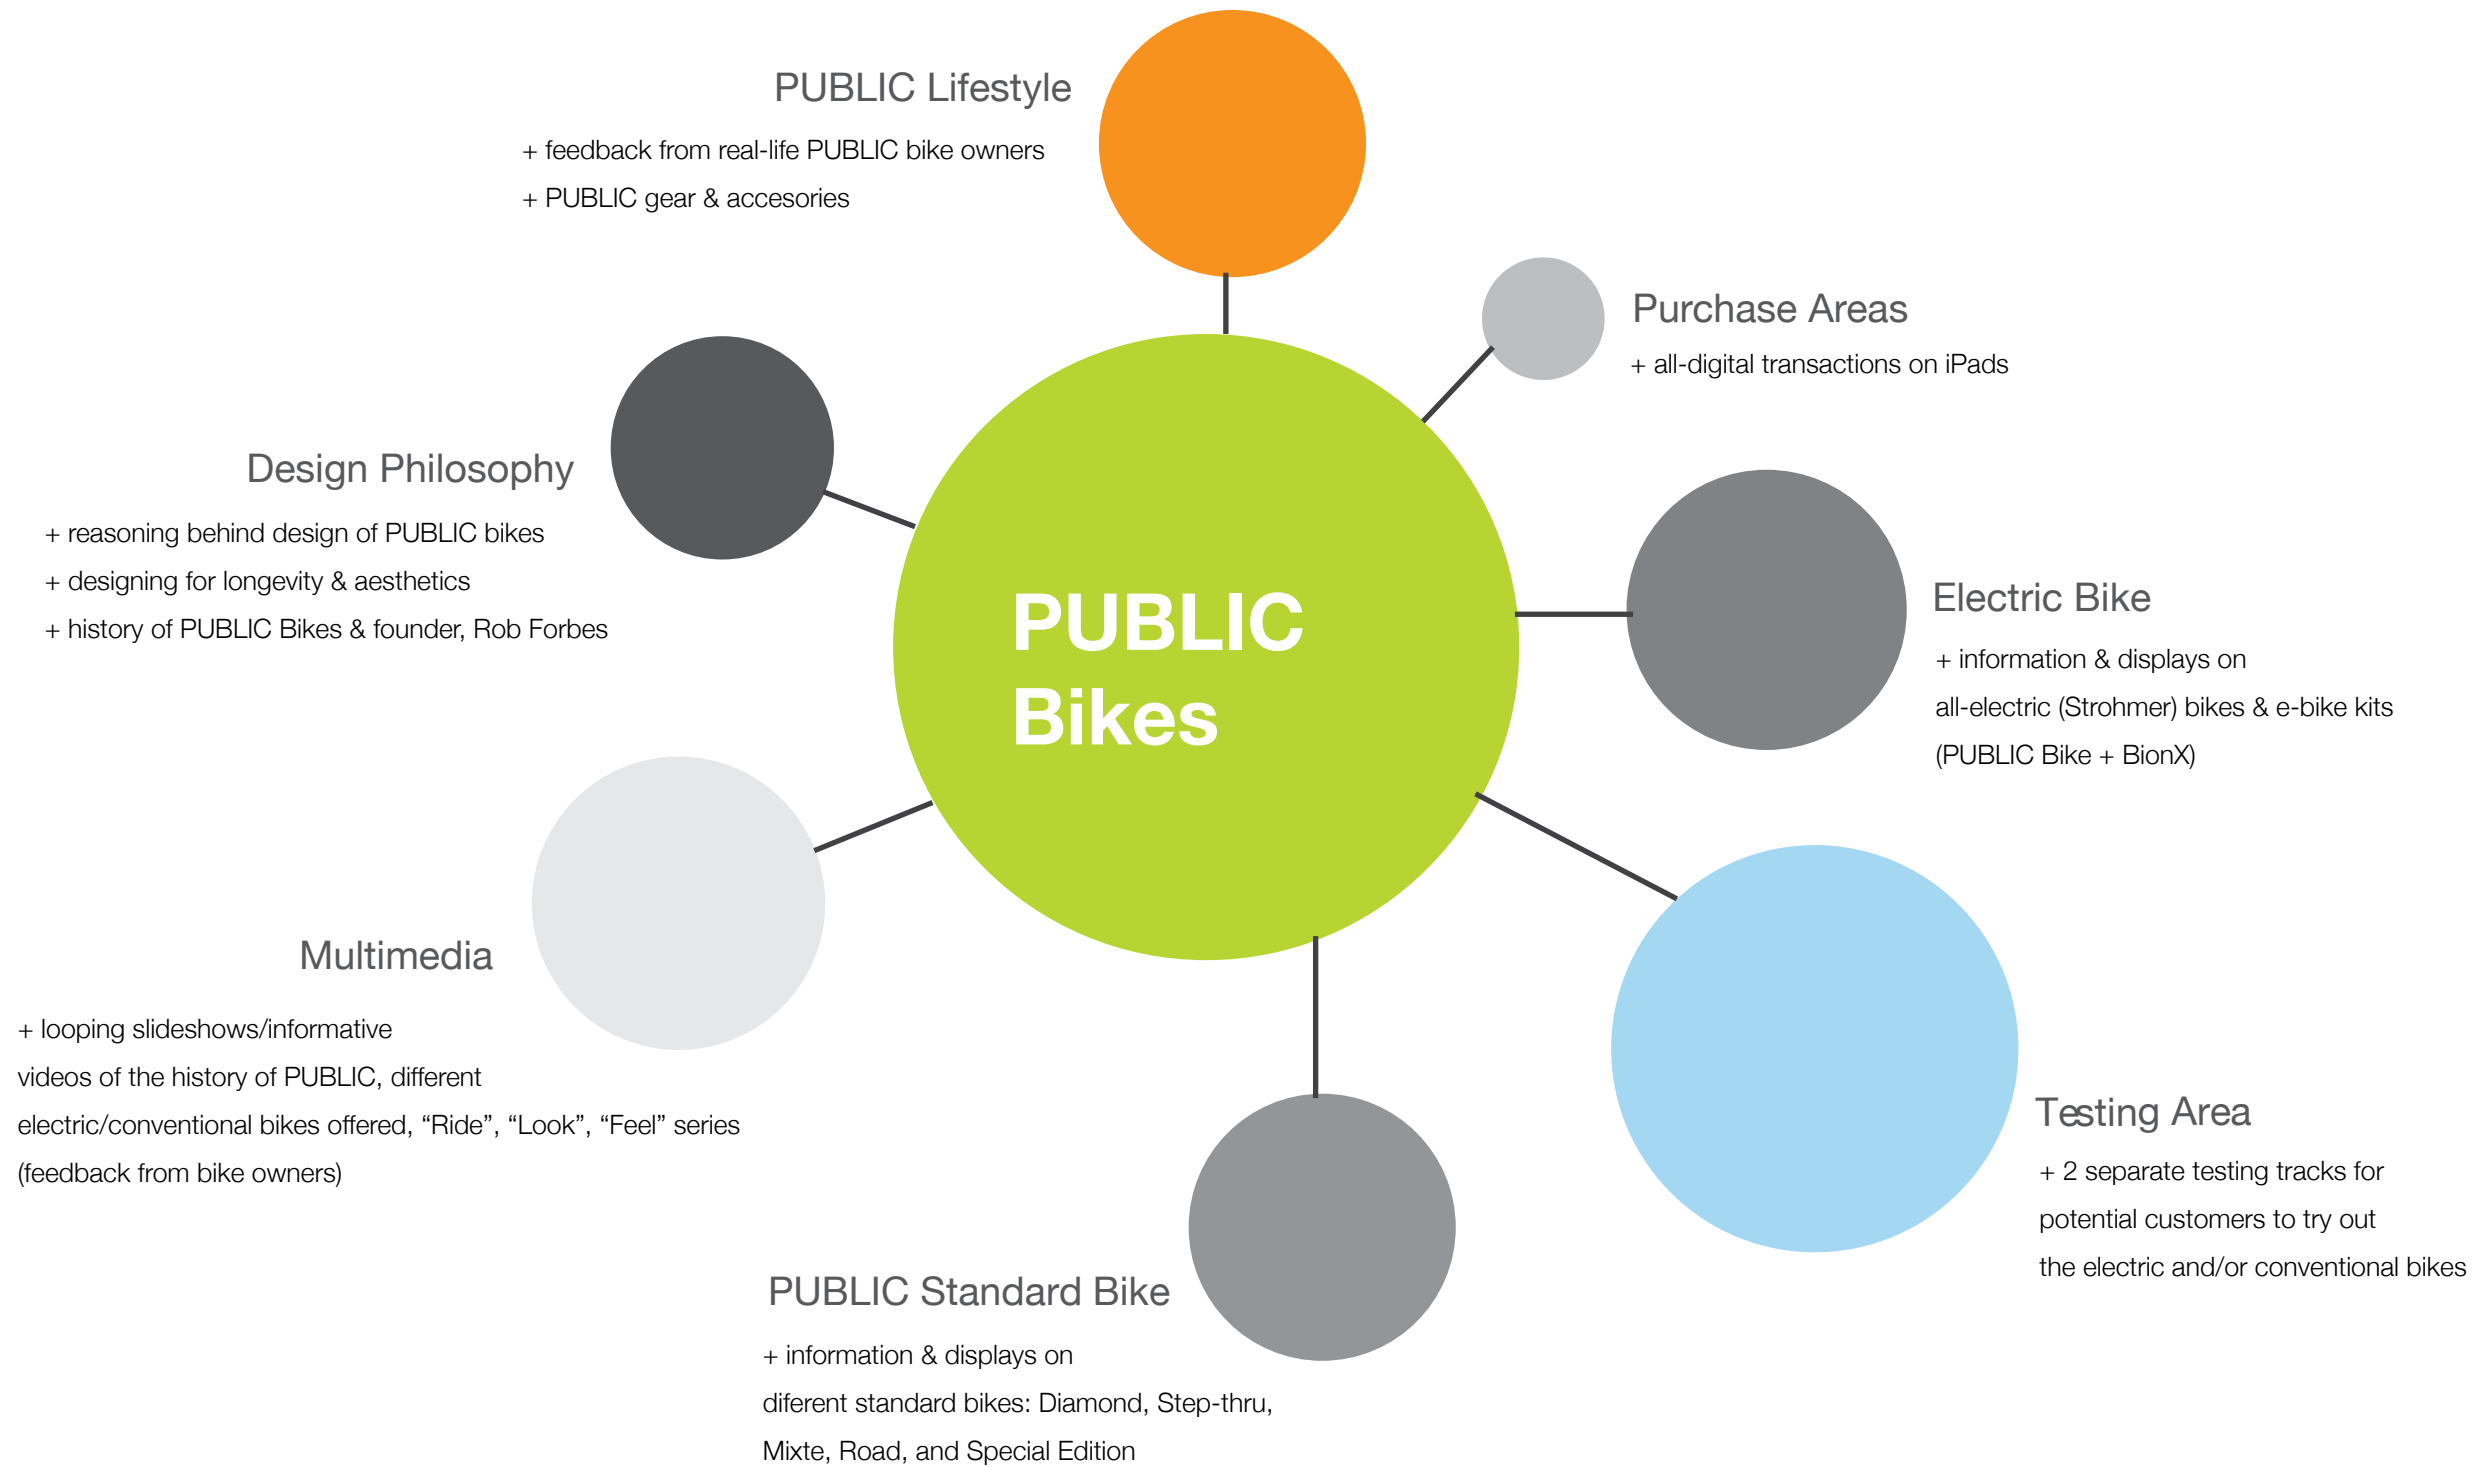 PUBLIC Lifestyle
+ feedback from real-life PUBLIC bike owners
+ PUBLIC gear & accesories
Purchase Areas
+ all-digital transactions on iPads
Design Philosophy
+ reasoning behind design of PUBLIC bikes
+ designing for longevity & aesthetics
+ history of PUBLIC Bikes & founder, Rob Forbes
PUBLIC
Bikes
Electric Bike
+ information & displays on
all-electric (Strohmer) bikes & e-bike kits
(PUBLIC Bike + BionX)
Multimedia
+ looping slideshows/informative
videos of the history of PUBLIC, different
electric/conventional bikes offered, “Ride”, “Look”, “Feel” series
(feedback from bike owners)
Testing Area
+ 2 separate testing tracks for
potential customers to try out
the electric and/or conventional bikes
PUBLIC Standard Bike
+ information & displays on
diferent standard bikes: Diamond, Step-thru,
Mixte, Road, and Special Edition